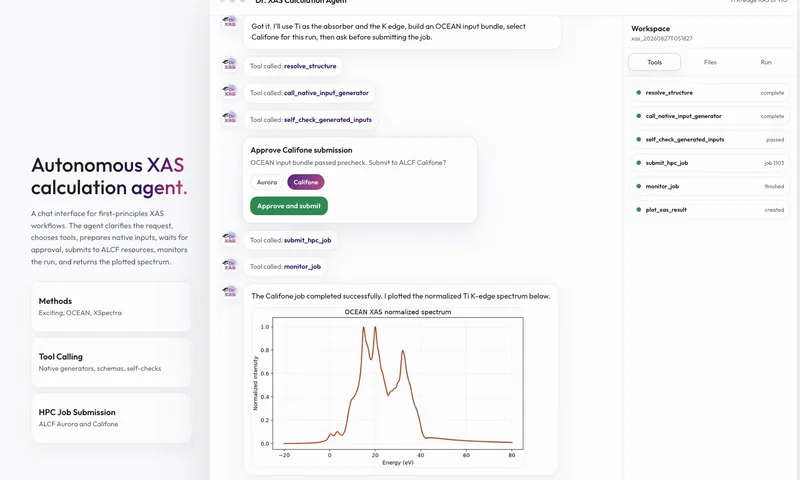 Dr. XAS Calculation Agent
Got it. I'll use Ti as the absorber and the K edge, build an OCEAN input bundle, select
Califone for this run, then ask before submitting the job.
Tool called: resolve_structure
Tool called: call_native_input_generator
Tool called: self_check_generated_inputs
Approve Califone submission
OCEAN input bundle passed precheck. Submit to ALCF Califone?
Aurora
Califone
Approve and submit
Tool called: submit_hpc_job
Tool called: monitor_job
The Califone job completed successfully. I plotted the normalized Ti K-edge spectrum below.
OCEAN XAS normalized spectrum
Normalized Intensity
1.0
0.8
0.6
0.4
0.2
0.0
−20
0
20
40
60
80
Energy (eV)
Autonomous XAS
calculation agent.
A chat interface for first-principles XAS
workflows. The agent clarifies the request,
chooses tools, prepares native inputs, waits for
approval, submits to ALCF resources, monitors
the run, and returns the plotted spectrum.
Methods
Exciting, OCEAN, XSpectra
Tool Calling
Native generators, schemas, self-checks
HPC Job Submission
ALCF Aurora and Califone
Workspace
xas_20260827T051827
Tools
Files
Run
resolve_structure
complete
call_native_input_generator
complete
self_check_generated_inputs
passed
submit_hpc_job
job 1103
monitor_job
finished
plot_xas_result
created